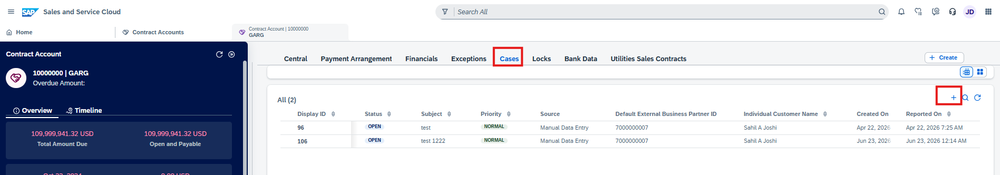 SAP Sales and Service Cloud
Search All
JD
Home
Contract Accounts
Contract Account | 10000000
GARG
Contract Account
10000000 | GARG
Overdue Amount:
Overview Timeline
109,999,941.32 USD 109,999,941.32 USD
Total Amount Due Open and Payable
Central Payment Arrangement Financials Exceptions Cases Locks Bank Data Utilities Sales Contracts
Create
All (2)
Display ID Status Subject Priority Source Default External Business Partner ID Individual Customer Name Created On Reported On
96 OPEN test NORMAL Manual Data Entry 7000000007 Sahil A Joshi Apr 22, 2026 Apr 22, 2026 7:25 AM
106 OPEN test 1222 NORMAL Manual Data Entry 7000000007 Sahil A Joshi Jun 23, 2026 Jun 23, 2026 12:14 AM